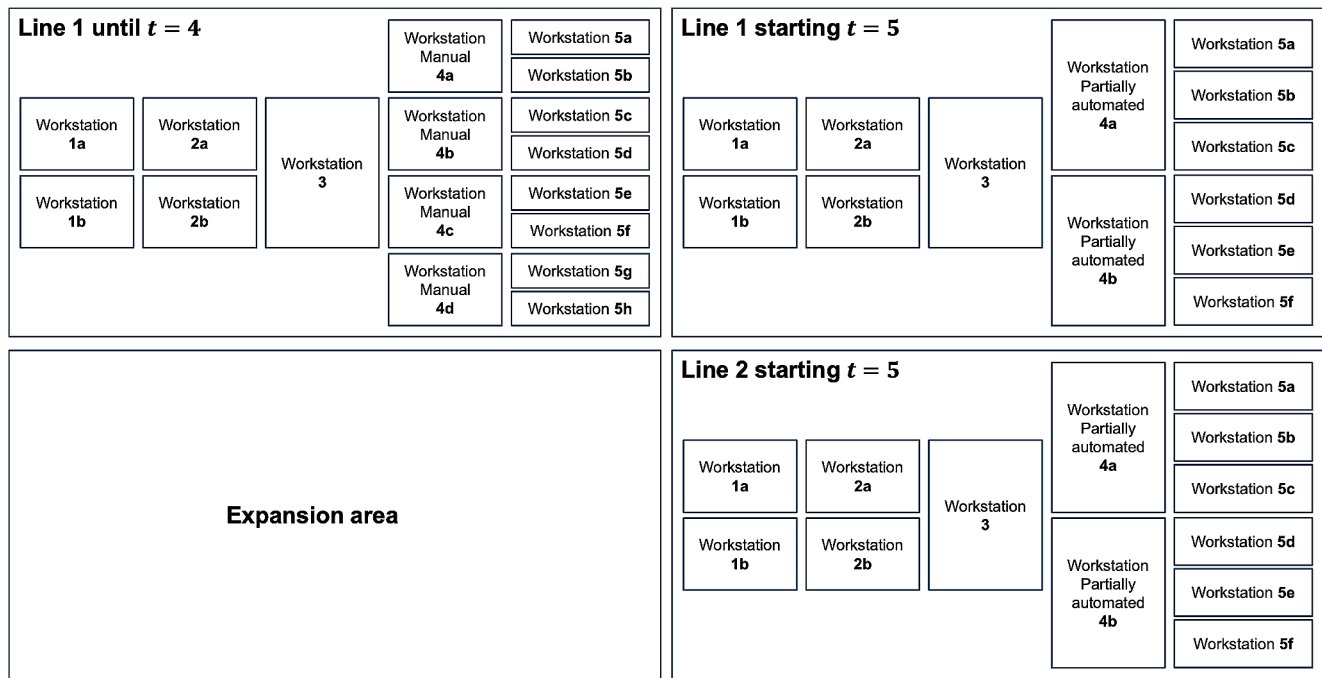 Line 1 until t = 4
Workstation
1a
Workstation
1b
Workstation
2a
Workstation
2b
Workstation
3
Workstation
Manual
4a
Workstation
Manual
4b
Workstation
Manual
4c
Workstation
Manual
4d
Workstation 5a
Workstation 5b
Workstation 5c
Workstation 5d
Workstation 5e
Workstation 5f
Workstation 5g
Workstation 5h
Line 1 starting t = 5
Workstation
1a
Workstation
1b
Workstation
2a
Workstation
2b
Workstation
3
Workstation
Partially
automated
4a
Workstation
Partially
automated
4b
Workstation 5a
Workstation 5b
Workstation 5c
Workstation 5d
Workstation 5e
Workstation 5f
Expansion area
Line 2 starting t = 5
Workstation
1a
Workstation
1b
Workstation
2a
Workstation
2b
Workstation
3
Workstation
Partially
automated
4a
Workstation
Partially
automated
4b
Workstation 5a
Workstation 5b
Workstation 5c
Workstation 5d
Workstation 5e
Workstation 5f